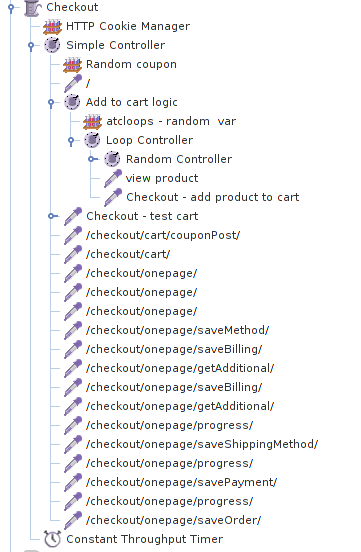 Checkout
HTTP Cookie Manager
Simple Controller
Random coupon
/
Add to cart logic
atcloops - random  var
Loop Controller
Random Controller
view product
Checkout - add product to cart
Checkout - test cart
/checkout/cart/couponPost/
/checkout/cart/
/checkout/onepage/
/checkout/onepage/
/checkout/onepage/
/checkout/onepage/saveMethod/
/checkout/onepage/saveBilling/
/checkout/onepage/getAdditional/
/checkout/onepage/saveBilling/
/checkout/onepage/getAdditional/
/checkout/onepage/progress/
/checkout/onepage/saveShippingMethod/
/checkout/onepage/progress/
/checkout/onepage/savePayment/
/checkout/onepage/progress/
/checkout/onepage/saveOrder/
Constant Throughput Timer